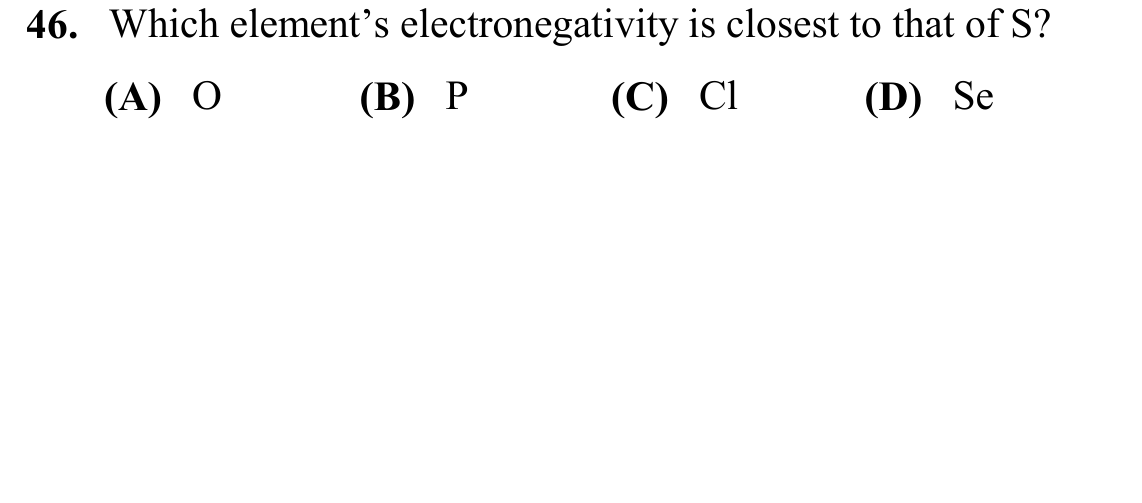 46. Which element’s electronegativity is closest to that of S?
(A) O (B) P (C) Cl (D) Se